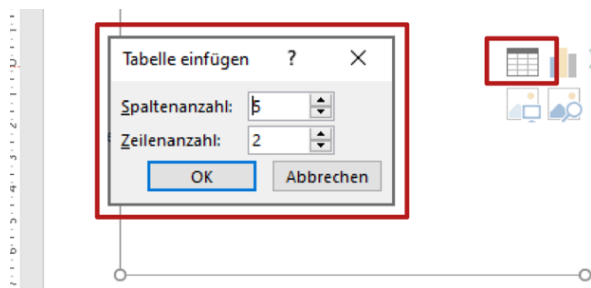 Tabelle einfügen ? ×
Spaltenanzahl: 5
Zeilenanzahl: 2
OK Abbrechen